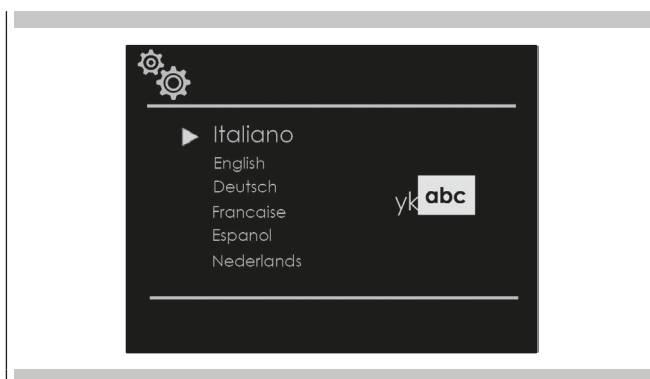 Italiano
English
Deutsch
Francaise
Espanol
Nederlands
yk abc